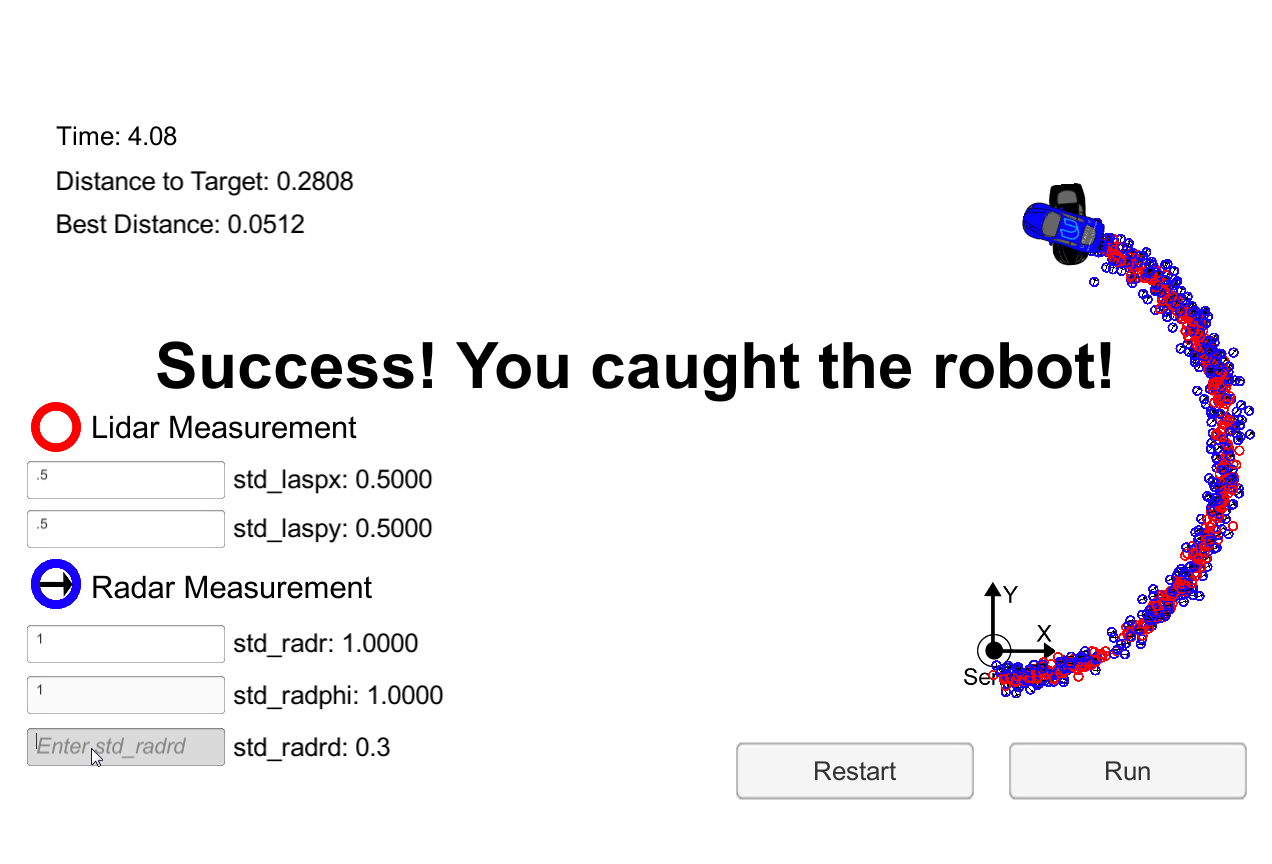 Time: 4.08
Distance to Target: 0.2808
Best Distance: 0.0512
Success! You caught the robot!
Lidar Measurement
.5 std_laspx: 0.5000
.5 std_laspy: 0.5000
Radar Measurement
1 std_radr: 1.0000
1 std_radphi: 1.0000
Enter std_radrd std_radrd: 0.3
Y
X
Restart
Run